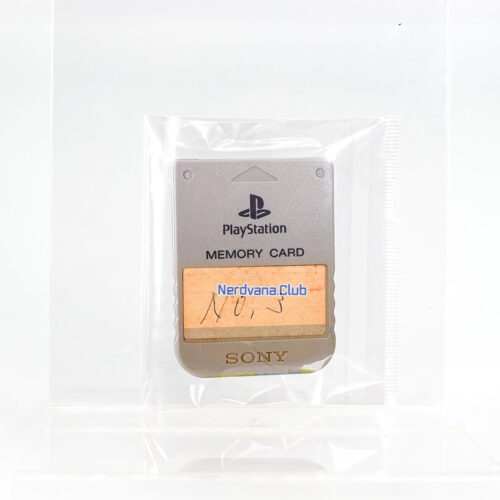 PlayStation
MEMORY CARD
Nerdvana.Club
NO. 3
SONY